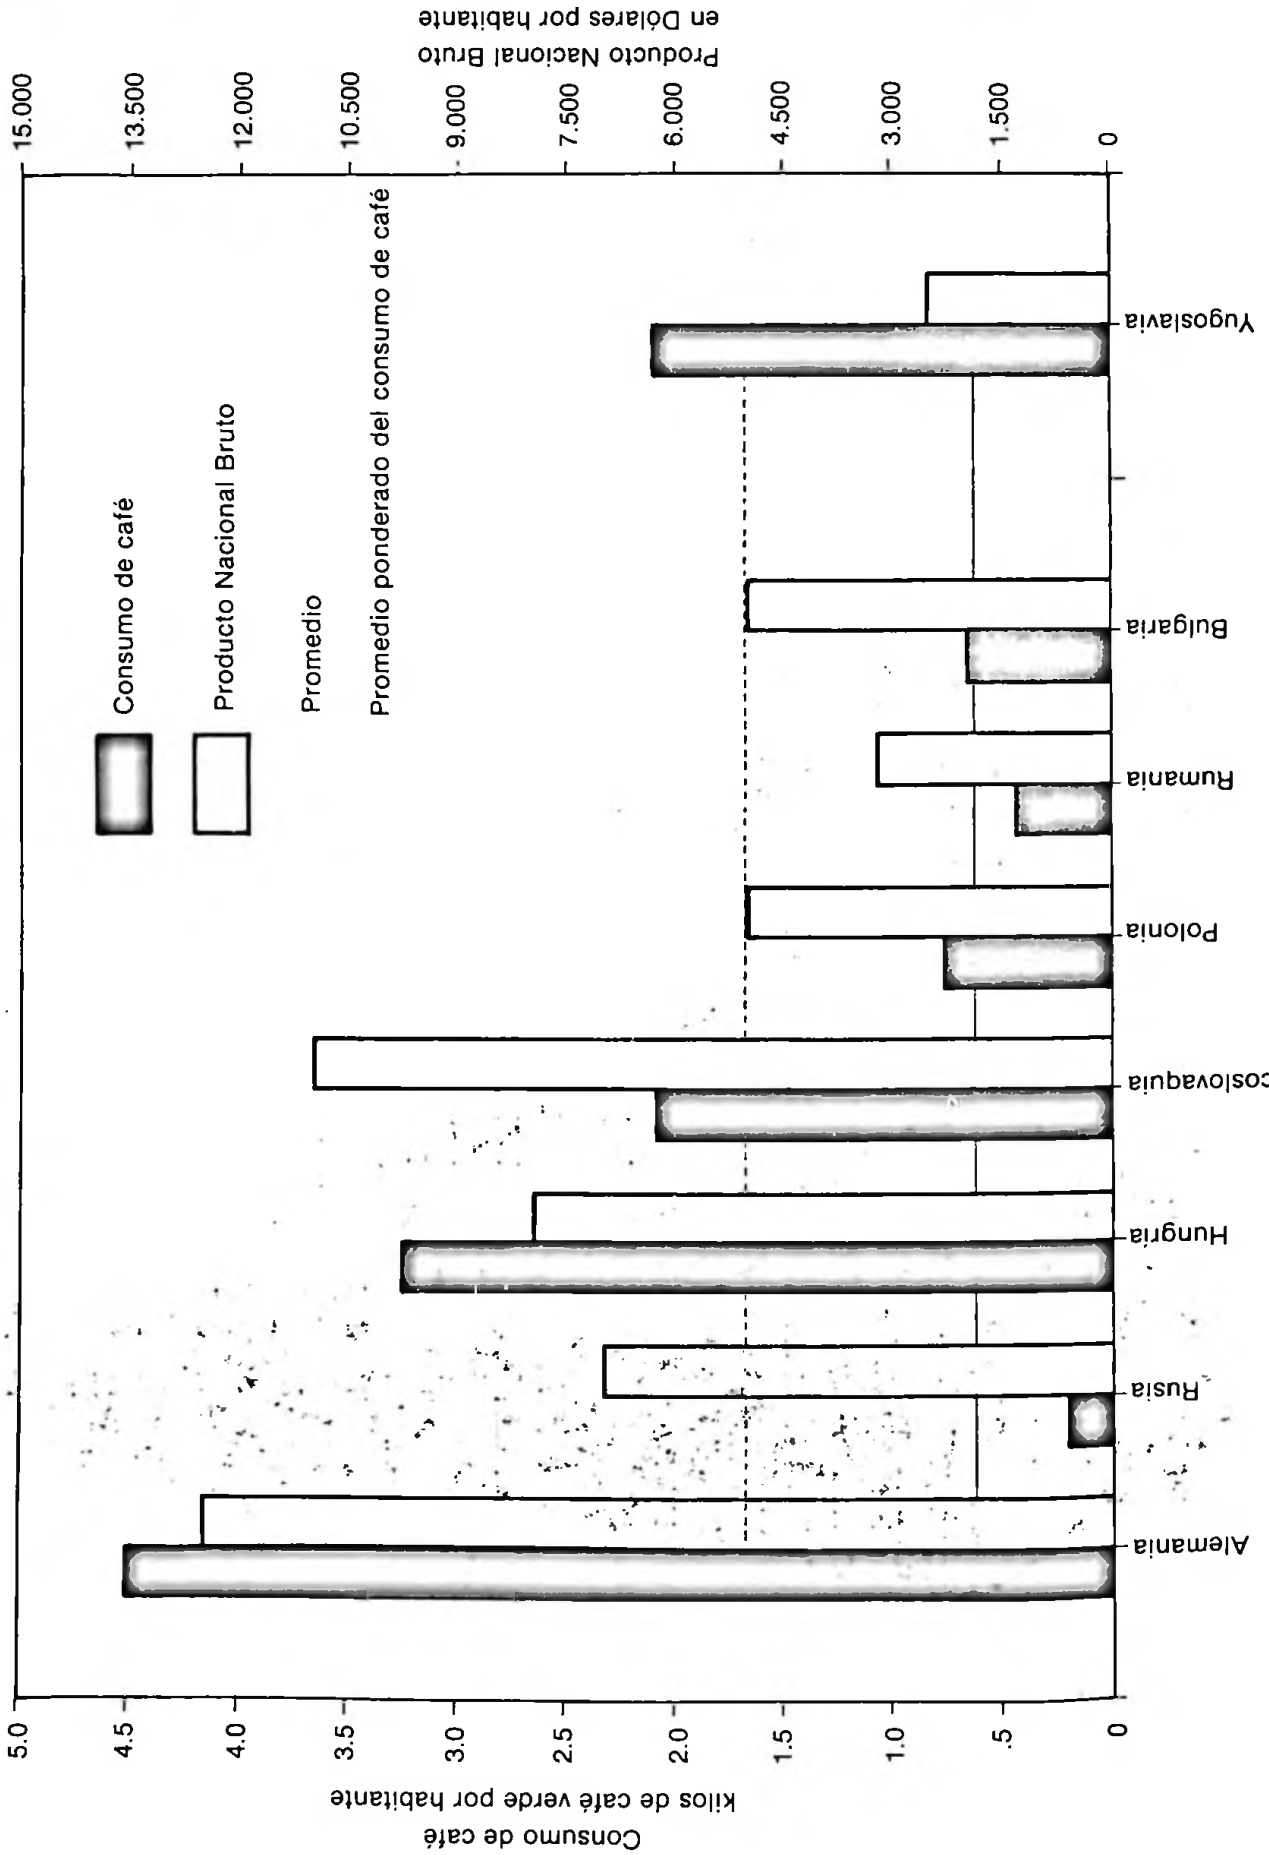 Consumo de café
kilos de café verde por habitante
5.0
4.5
4.0
3.5
3.0
2.5
2.0
1.5
1.0
.5
0
Consumo de café
Producto Nacional Bruto
Promedio
Promedio ponderado del consumo de café
Alemania
Rusia
Hungría
coslovaquia
Polonia
Rumania
Bulgaria
Yugoslavia
15.000
13.500
12.000
10.500
9.000
7.500
6.000
4.500
3.000
1.500
0
Producto Nacional Bruto
en Dólares por habitante